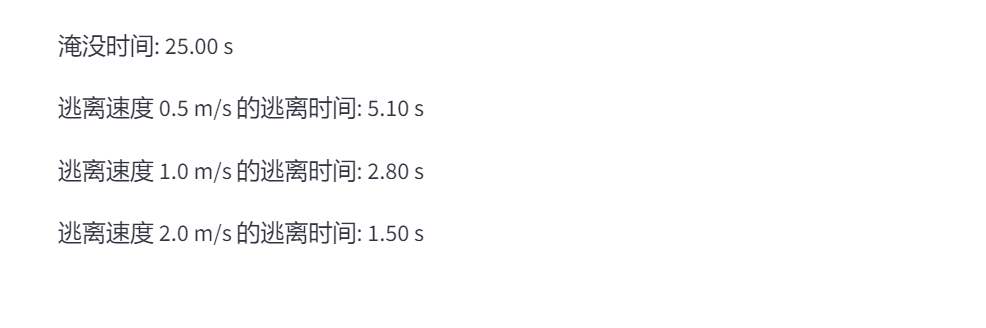 淹没时间: 25.00 s
逃离速度 0.5 m/s 的逃离时间: 5.10 s
逃离速度 1.0 m/s 的逃离时间: 2.80 s
逃离速度 2.0 m/s 的逃离时间: 1.50 s